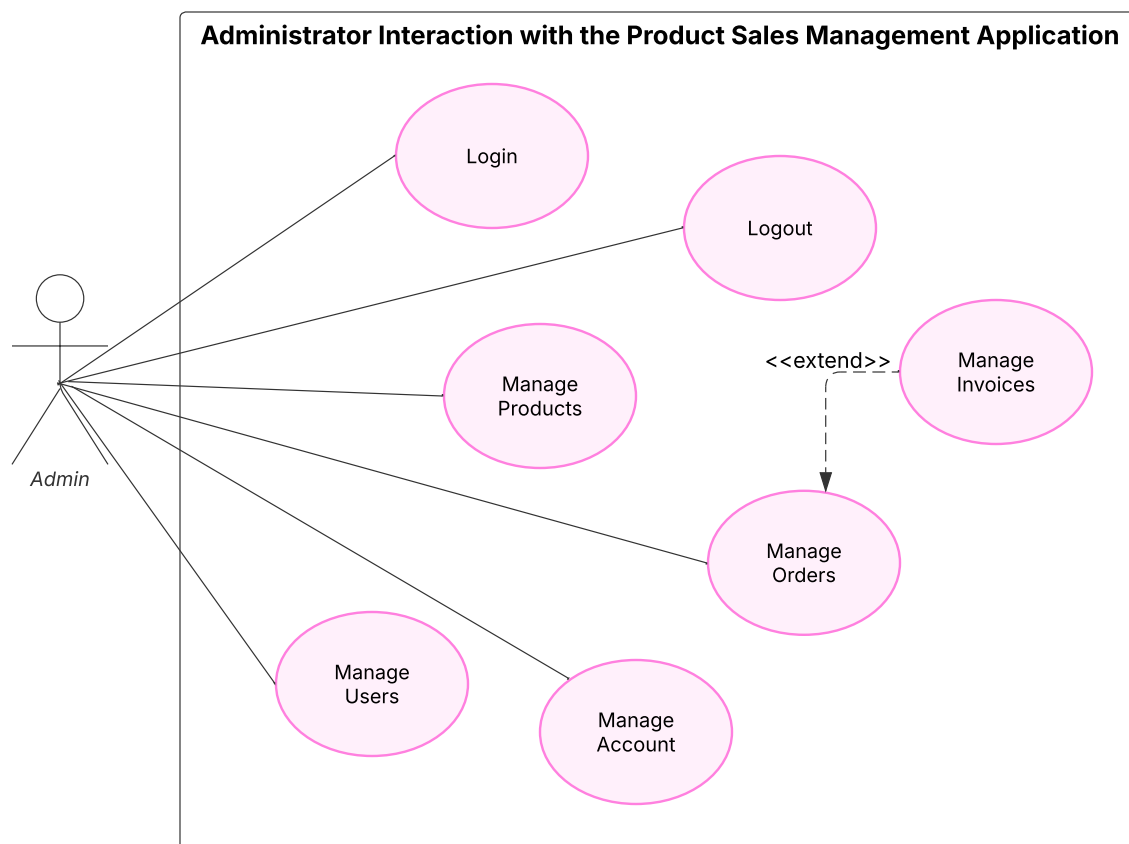 Administrator Interaction with the Product Sales Management Application
Login
Logout
<<extend>>
Manage
Invoices
Manage
Products
Admin
Manage
Orders
Manage
Users
Manage
Account